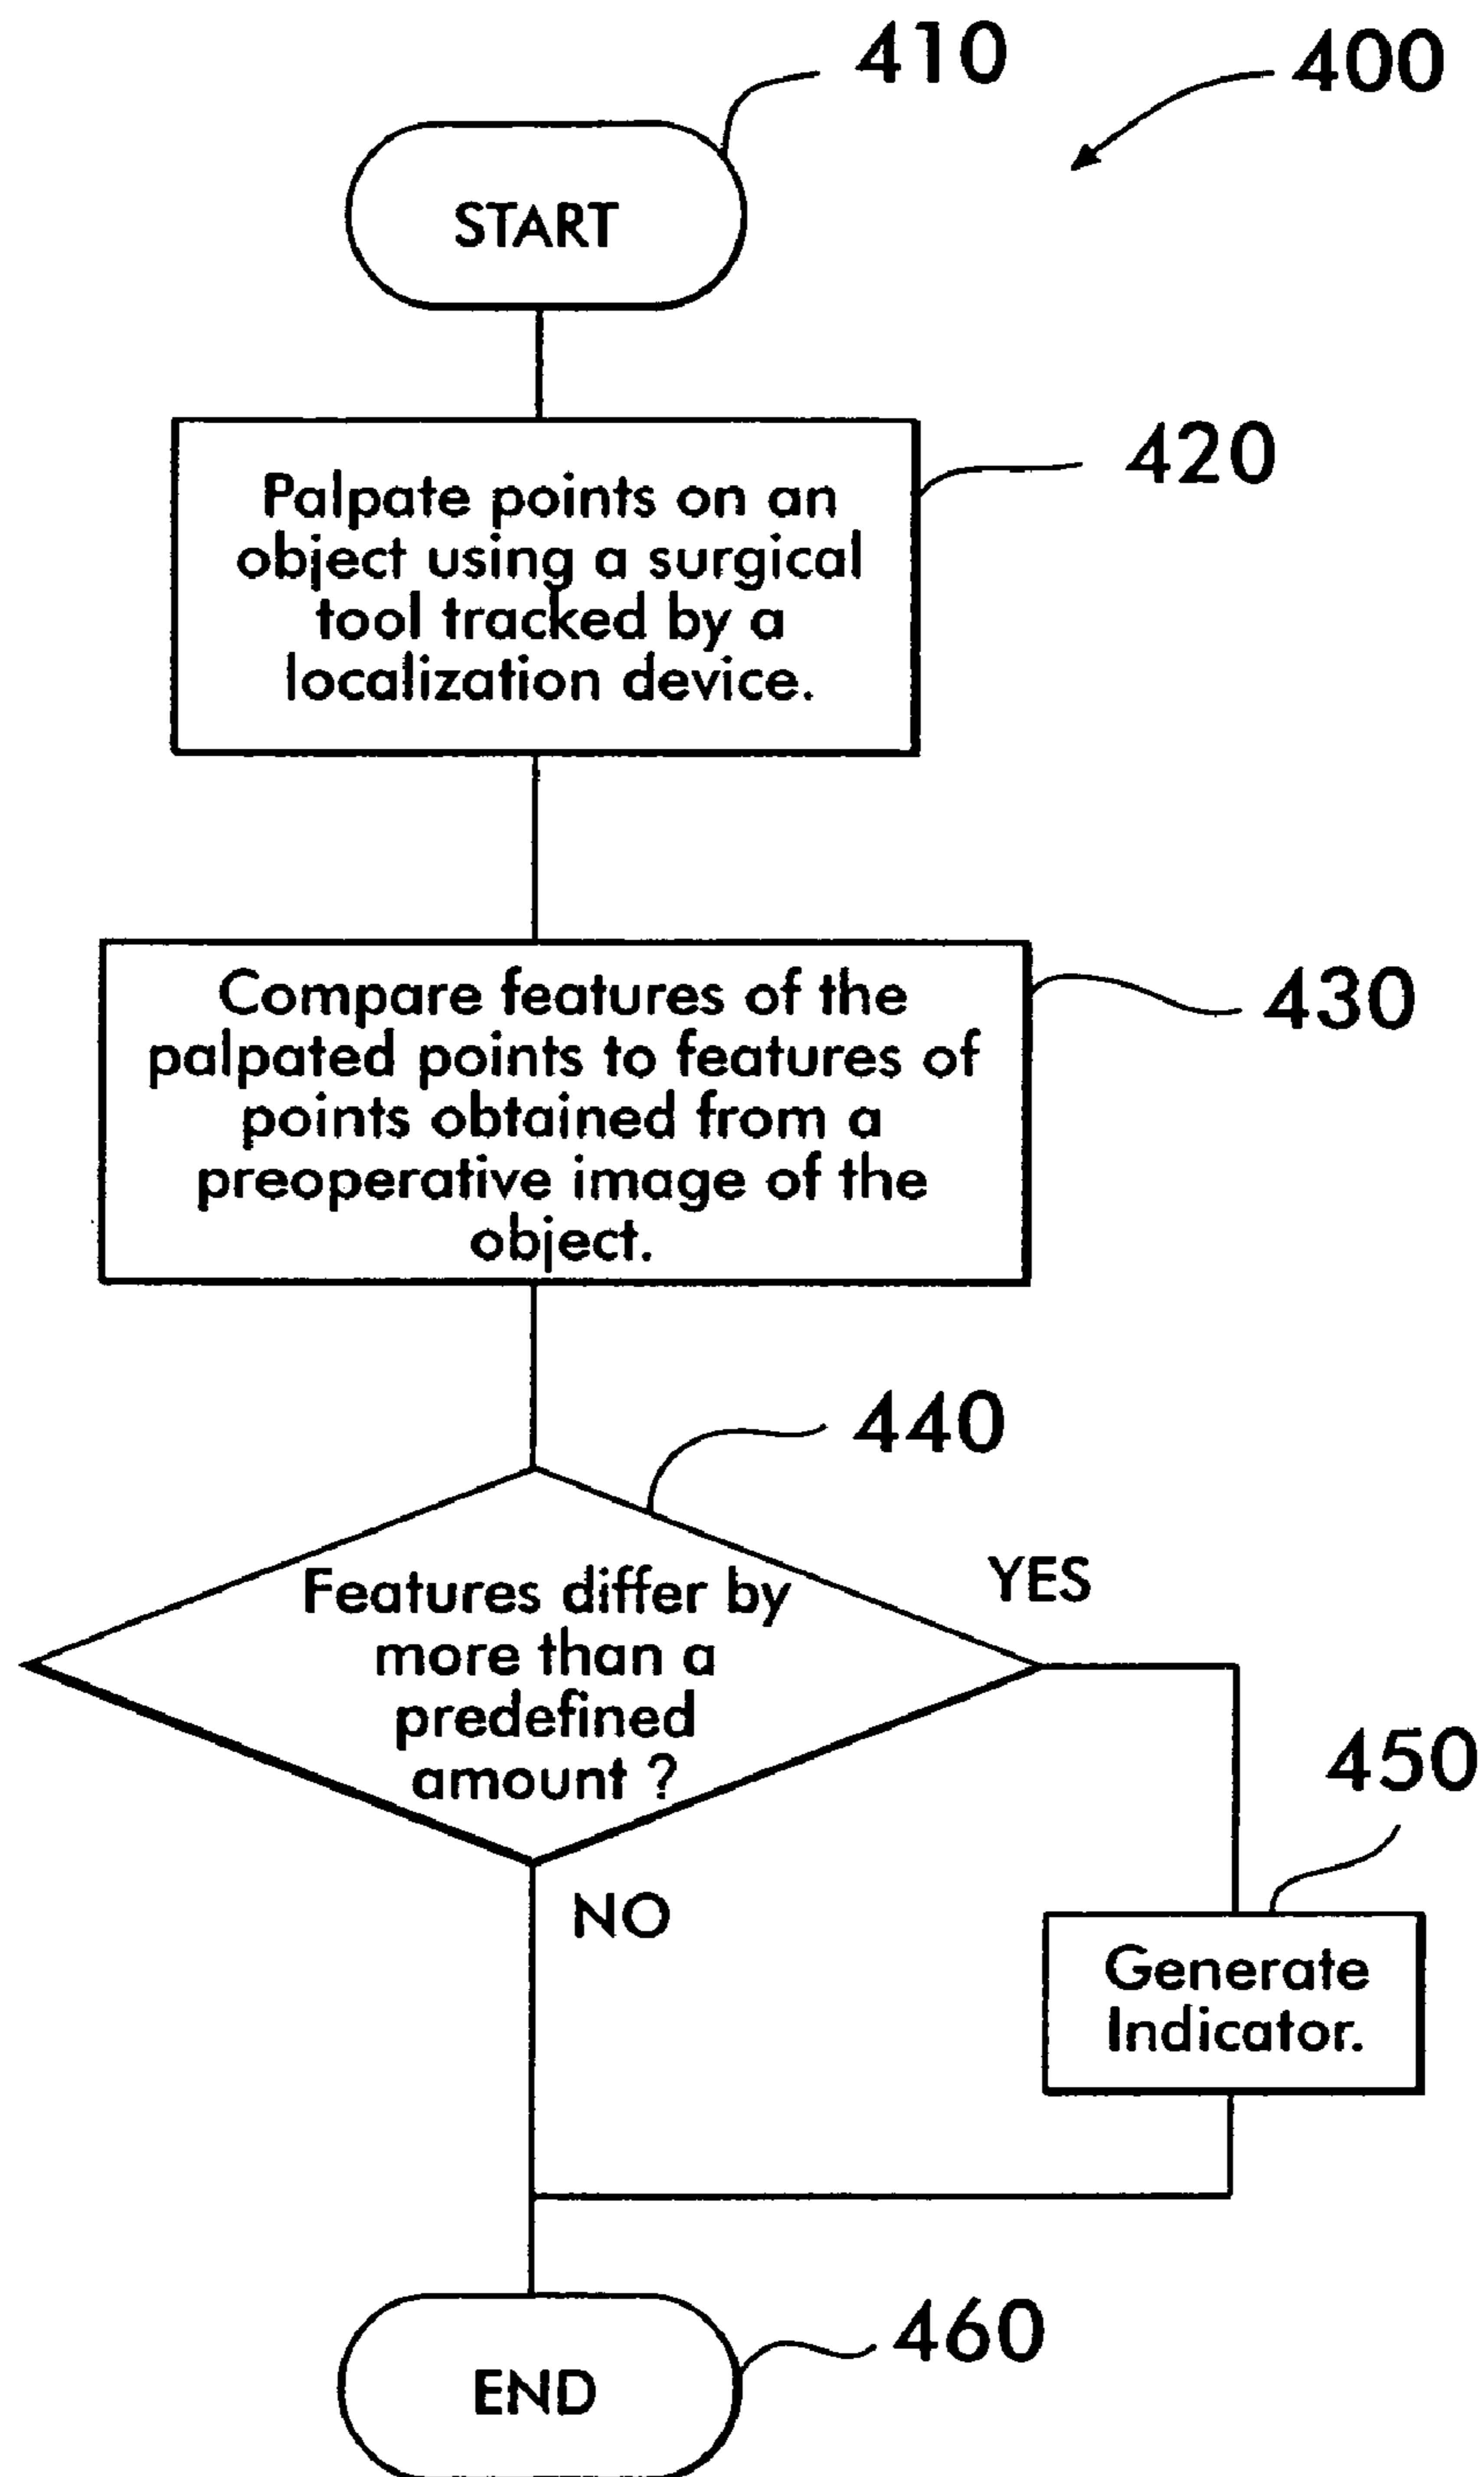 410
400
START
420
Palpate points on an
object using a surgical
tool tracked by a
localization device.
430
Compare features of the
palpated points to features of
points obtained from a
preoperative image of the
object.
440
Features differ by
more than a
predefined
amount ?
YES
450
NO
Generate
Indicator.
460
END